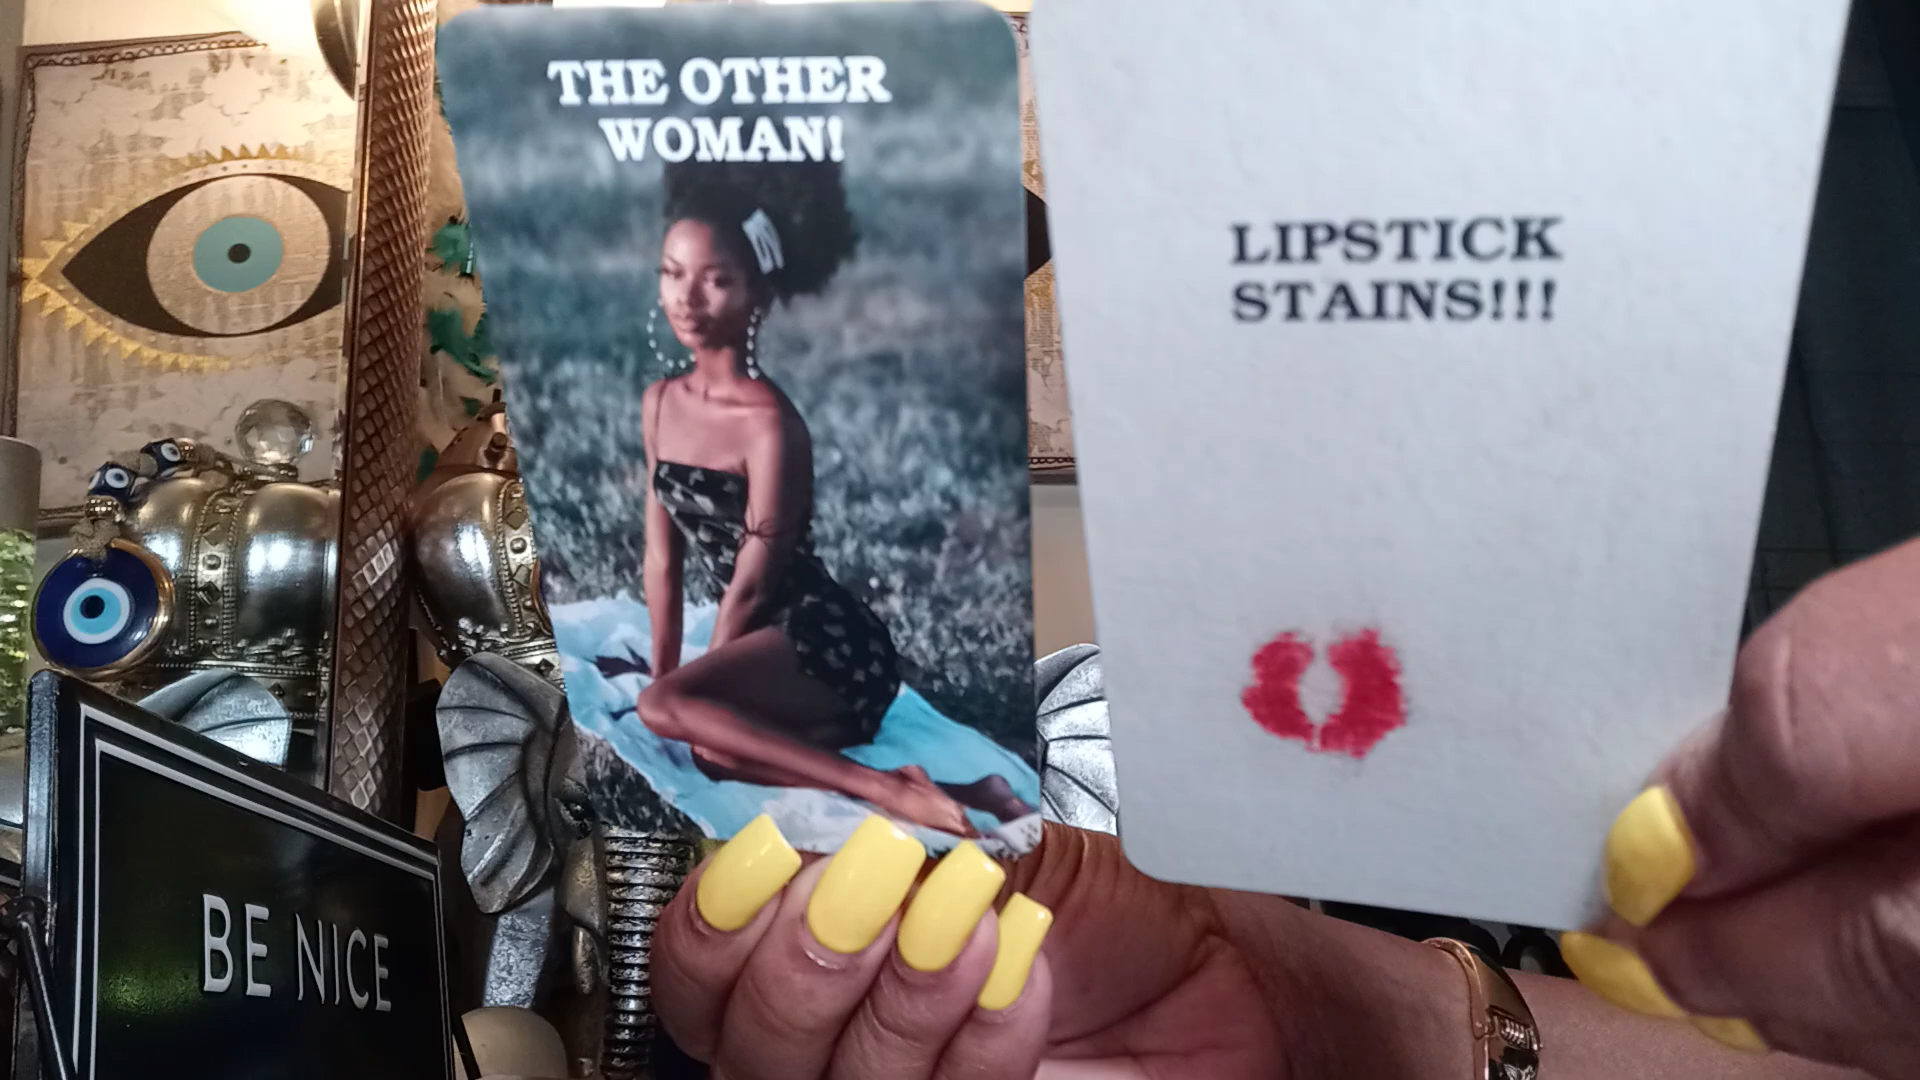 THE OTHER
WOMAN!
LIPSTICK
STAINS!!!
BE NICE